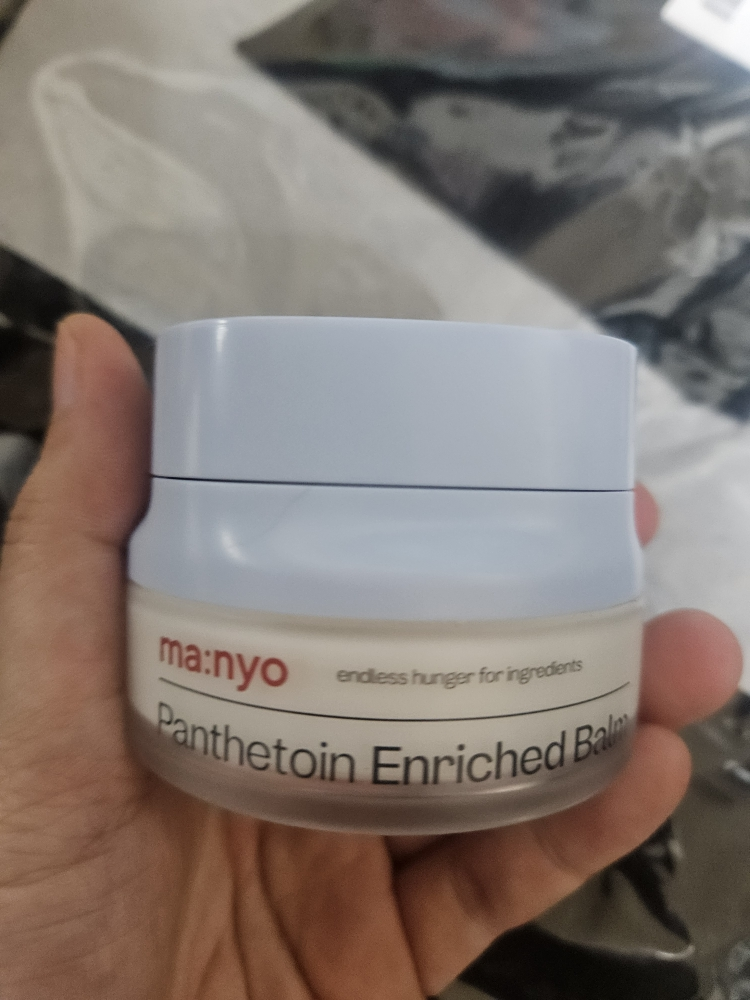 ma:nyo endless hunger for ingredients
Panthetoin Enriched Balm